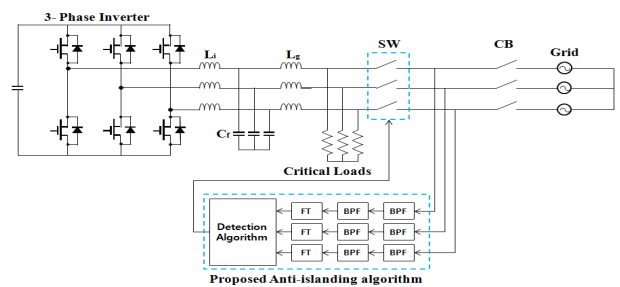 3- Phase Inverter
Li
Lg
SW
CB
Grid
Cf
Critical Loads
Detection
Algorithm
FT
BPF
BPF
FT
BPF
BPF
FT
BPF
BPF
Proposed Anti-islanding algorithm